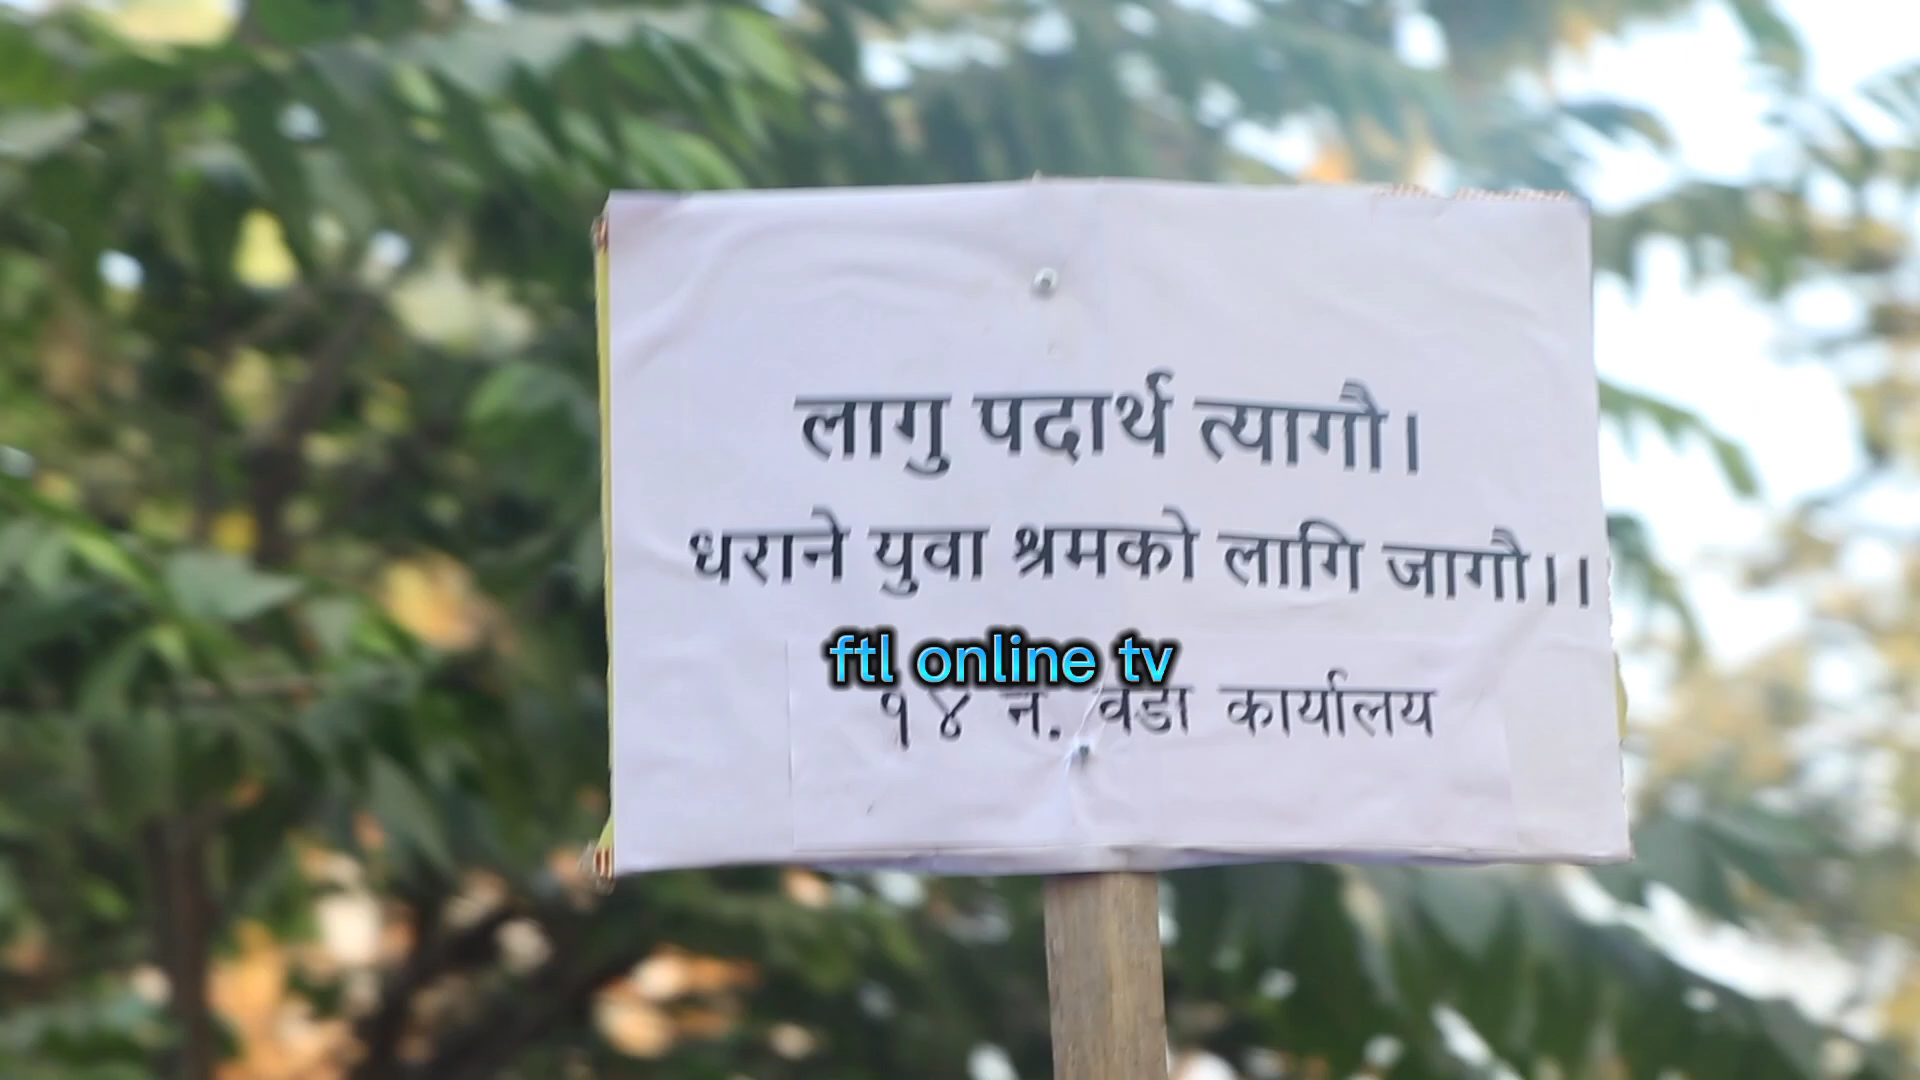 लागु पदार्थ त्यागौ।
धराने युवा श्रमको लागि जागौ।।
ftl online tv
१४ न. वडा कार्यालय